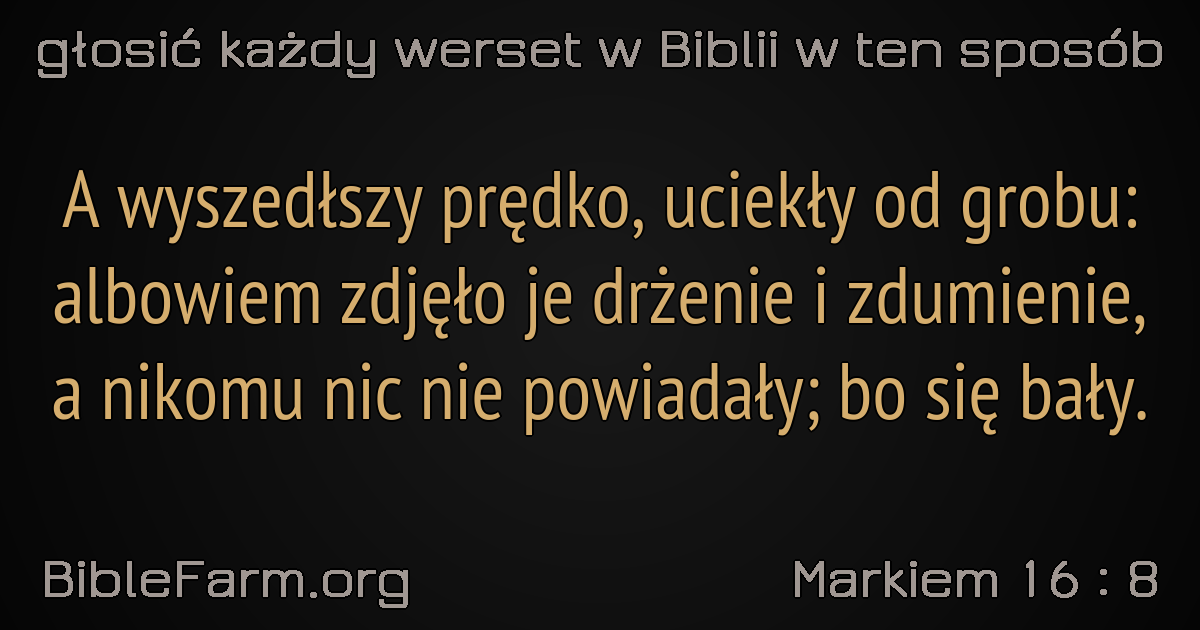 głosić każdy werset w Biblii w ten sposób
A wyszedłszy prędko, uciekły od grobu:
albowiem zdjęło je drżenie i zdumienie,
a nikomu nic nie powiadały; bo się bały.
BibleFarm.org
Markiem 16 : 8